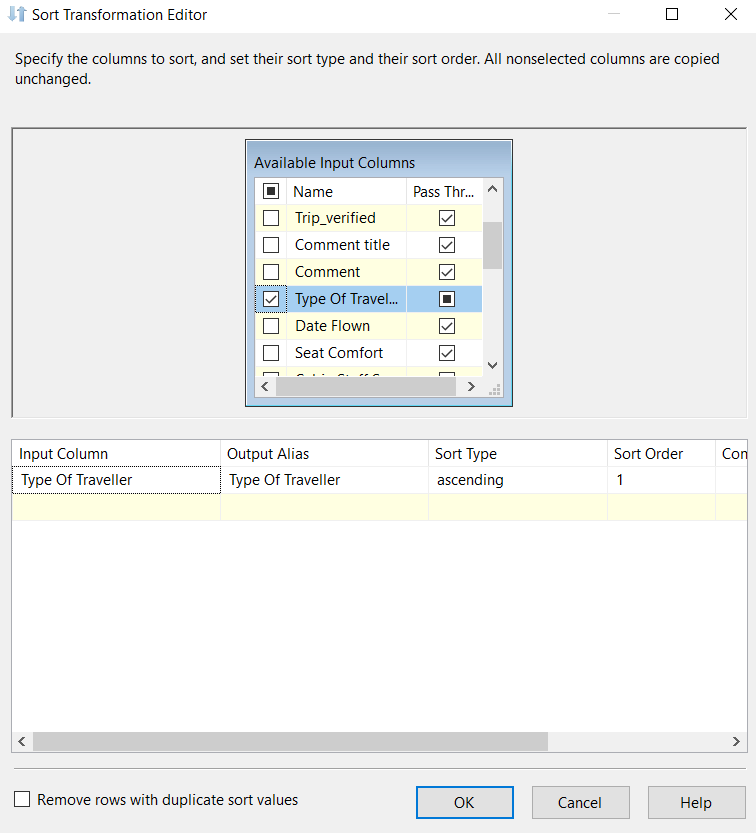 Sort Transformation Editor
Specify the columns to sort, and set their sort type and their sort order. All nonselected columns are copied
unchanged.
Available Input Columns
Name Pass Thr...
Trip_verified
Comment title
Comment
Type Of Travel...
Date Flown
Seat Comfort
Input Column Output Alias Sort Type Sort Order Con
Type Of Traveller Type Of Traveller ascending 1
Remove rows with duplicate sort values
OK Cancel Help